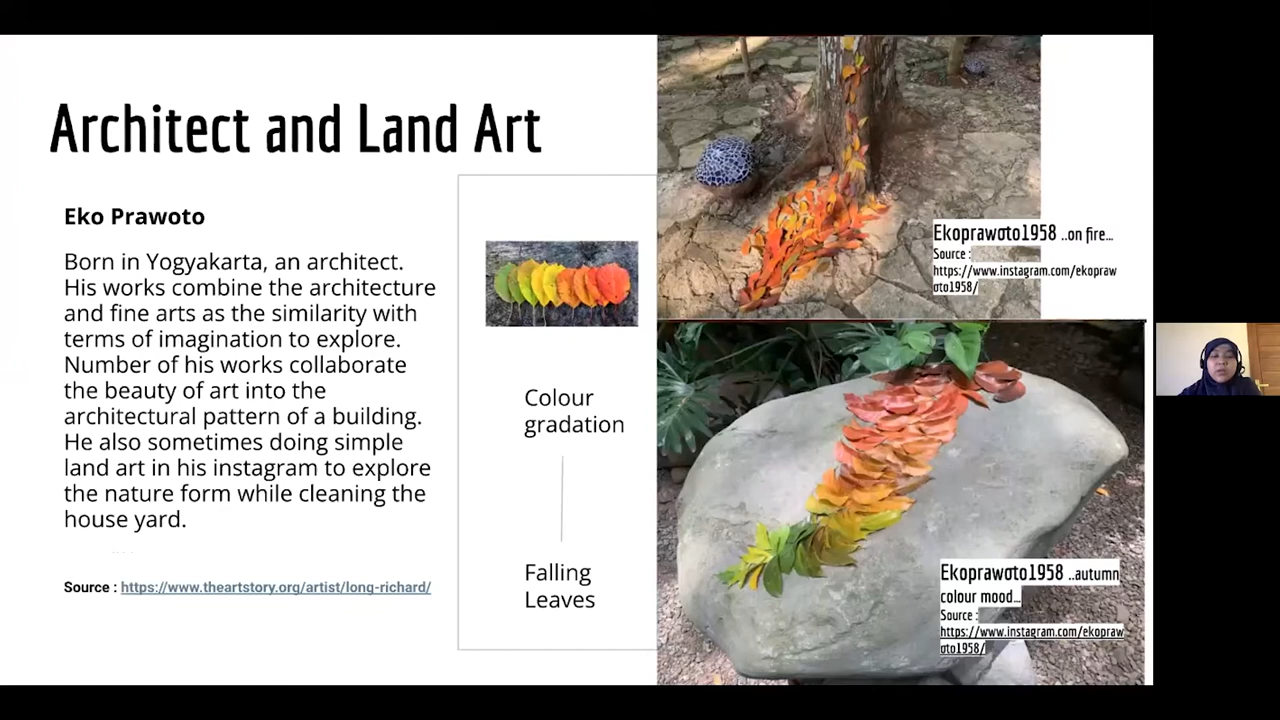 Architect and Land Art
Eko Prawoto
Born in Yogyakarta, an architect.
His works combine the architecture
and fine arts as the similarity with
terms of imagination to explore.
Number of his works collaborate
the beauty of art into the
architectural pattern of a building.
He also sometimes doing simple
land art in his instagram to explore
the nature form while cleaning the
house yard.
Source : https://www.theartstory.org/artist/long-richard/
Colour
gradation
Falling
Leaves
Ekoprawoto1958 ..on fire...
Source :
https://www.instagram.com/ekopraw
oto1958/
Ekoprawoto1958 ..autumn
colour mood...
Source :
https://www.instagram.com/ekopraw
oto1958/